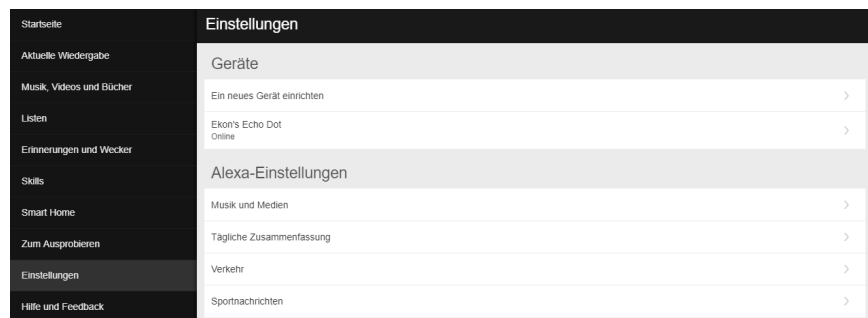 Startseite
Aktuelle Wiedergabe
Musik, Videos und Bücher
Listen
Erinnerungen und Wecker
Skills
Smart Home
Zum Ausprobieren
Einstellungen
Hilfe und Feedback
Einstellungen
Geräte
Ein neues Gerät einrichten
Ekon's Echo Dot
Online
Alexa-Einstellungen
Musik und Medien
Tägliche Zusammenfassung
Verkehr
Sportnachrichten